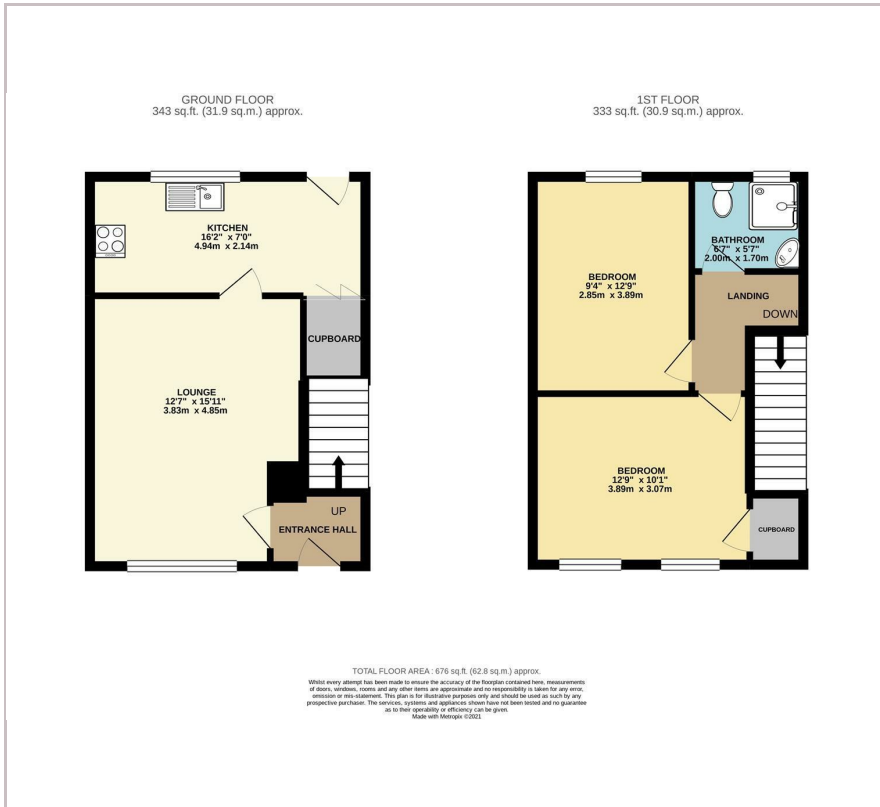 GROUND FLOOR
343 sq.ft. (31.9 sq.m.) approx.
KITCHEN
16'2" x 7'0"
4.94m x 2.14m
CUPBOARD
LOUNGE
12'7" x 15'11"
3.83m x 4.85m
UP
ENTRANCE HALL
1ST FLOOR
333 sq.ft. (30.9 sq.m.) approx.
BATHROOM
6'7" x 5'7"
2.00m x 1.70m
BEDROOM
9'4" x 12'9"
2.85m x 3.89m
LANDING
DOWN
BEDROOM
12'9" x 10'1"
3.89m x 3.07m
CUPBOARD
TOTAL FLOOR AREA : 676 sq.ft. (62.8 sq.m.) approx.
Whilst every attempt has been made to ensure the accuracy of the floorplan contained here, measurements
of doors, windows, rooms and any other items are approximate and no responsibility is taken for any error,
omission or mis-statement. This plan is for illustrative purposes only and should be used as such by any
prospective purchaser. The services, systems and appliances shown have not been tested and no guarantee
as to their operability or efficiency can be given.
Made with Metropix ©2021